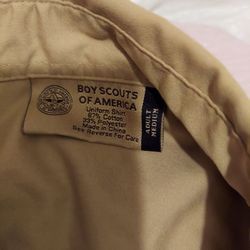 BOY SCOUTS
OF AMERICA
Uniform Shirt
67% Cotton
33% Polyester
Made in China
See Reverse For Care
ADULT
MEDIUM